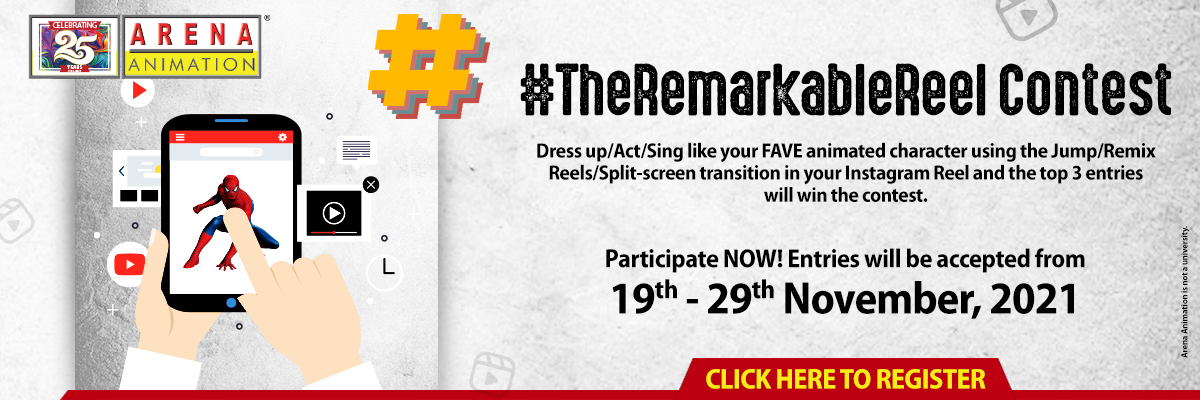 CELEBRATING
25
YEARS
ARENA
ANIMATION
®
#TheRemarkableReel Contest
Dress up/Act/Sing like your FAVE animated character using the Jump/Remix
Reels/Split-screen transition in your Instagram Reel and the top 3 entries
will win the contest.
Participate NOW! Entries will be accepted from
19th - 29th November, 2021
CLICK HERE TO REGISTER
Arena Animation is not a university.